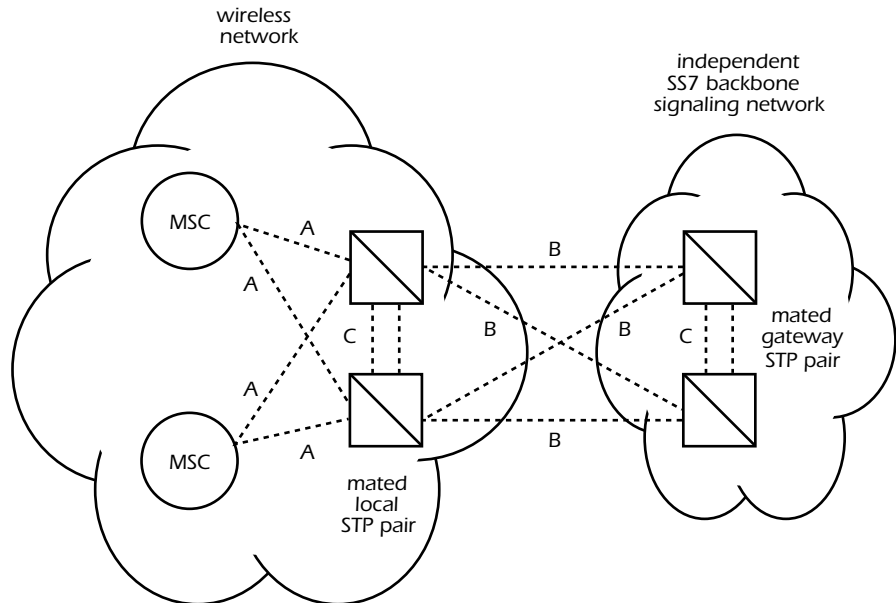 wireless
network
independent
SS7 backbone
signaling network
MSC
A
A
B
C
B
B
C
mated
gateway
STP pair
A
A
B
MSC
mated
local
STP pair